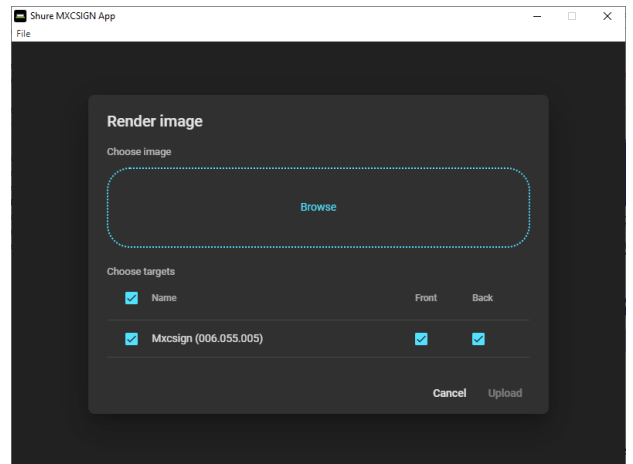 Shure MXCSIGN App
File
Render image
Choose image
Browse
Choose targets
Name Front Back
Mxcsign (006.055.005)
Cancel Upload